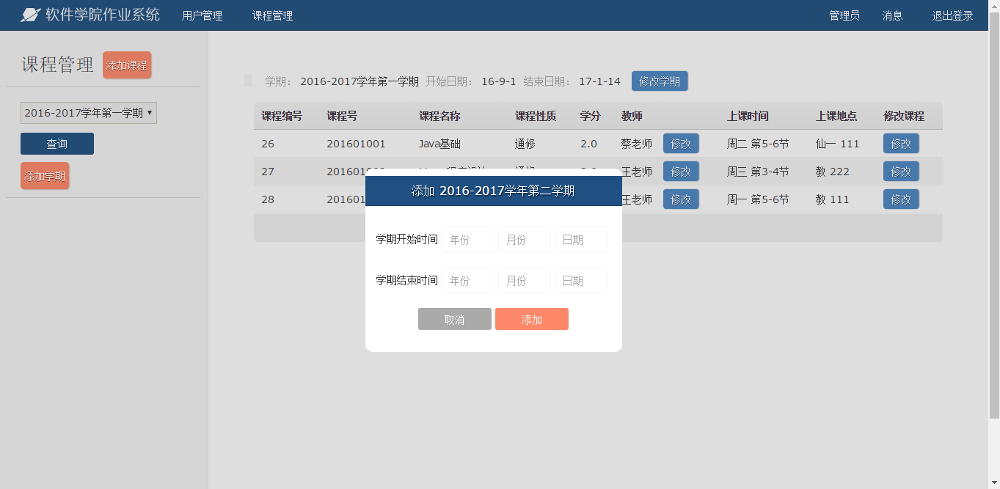 软件学院作业系统 用户管理 课程管理 管理员 消息 退出登录
课程管理 添加课程
2016-2017学年第一学期
查询
添加学期
学期： 2016-2017学年第一学期 开始日期： 16-9-1 结束日期： 17-1-14 修改学期
课程编号 课程号 课程名称 课程性质 学分 教师 上课时间 上课地点 修改课程
26 201601001 Java基础 通修 2.0 蔡老师 修改 周二 第5-6节 仙一 111 修改
27 王老师 修改 周三 第3-4节 教 222 修改
28 王老师 修改 周一 第5-6节 教 111 修改
添加 2016-2017学年第二学期
学期开始时间 年份 月份 日期
学期结束时间 年份 月份 日期
取消 添加